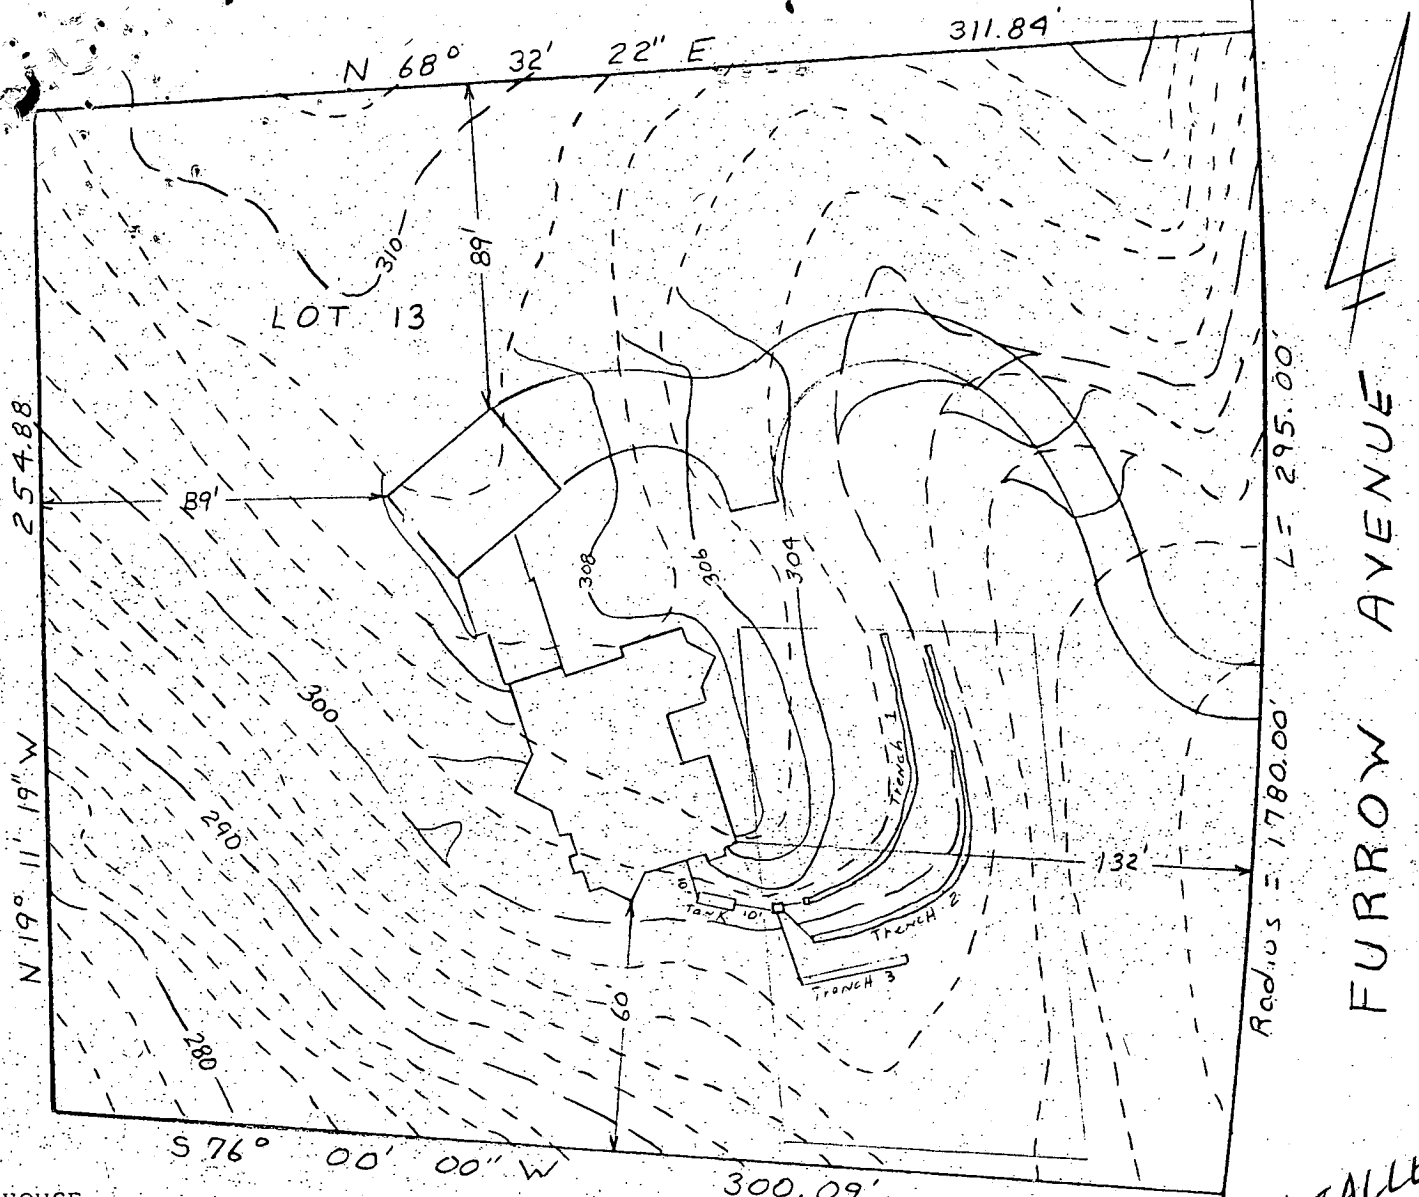 311.84'
N 68° 32' 22" E
89'
310
LOT 13
254.88
89'
L = 295.00'
FURROW AVENUE
308
306
304
300
Trench 1
N 19° 11' 19" W
290
Radius = 1780.00'
132'
10'
Tank
10'
Trench 2
Trench 3
60'
280
S 76° 00' 00" W
300.09'
HOUSE